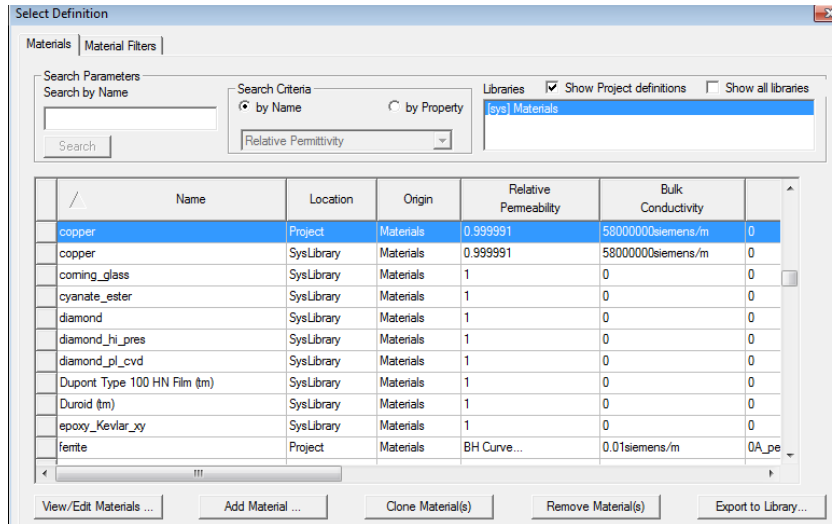 Select Definition
Materials Material Filters
Search Parameters
Search by Name
Search
Search Criteria
by Name by Property
Relative Permittivity
Libraries Show Project definitions Show all libraries
[sys] Materials
/ Name Location Origin Relative Permeability Bulk Conductivity
copper Project Materials 0.999991 58000000siemens/m 0
copper SysLibrary Materials 0.999991 58000000siemens/m 0
corning_glass SysLibrary Materials 1 0 0
cyanate_ester SysLibrary Materials 1 0 0
diamond SysLibrary Materials 1 0 0
diamond_hi_pres SysLibrary Materials 1 0 0
diamond_pl_cvd SysLibrary Materials 1 0 0
Dupont Type 100 HN Film (tm) SysLibrary Materials 1 0 0
Duroid (tm) SysLibrary Materials 1 0 0
epoxy_Kevlar_xy SysLibrary Materials 1 0 0
ferrite Project Materials BH Curve... 0.01siemens/m 0A_pe
View/Edit Materials ... Add Material ... Clone Material(s) Remove Material(s) Export to Library...